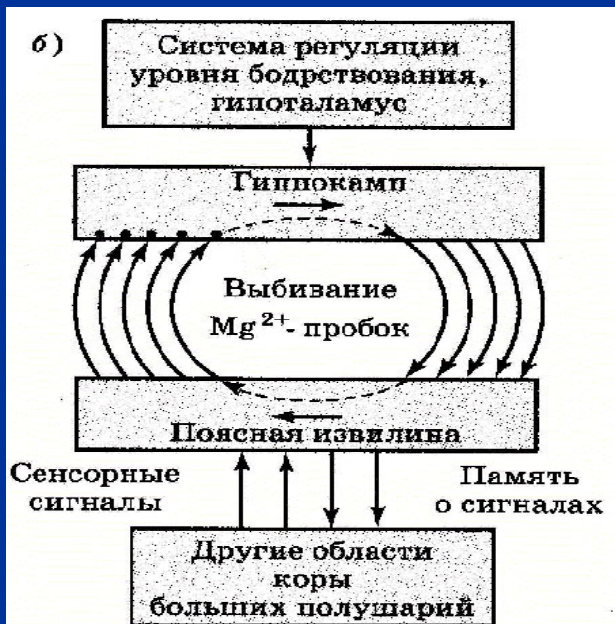 б)
Система регуляции
уровня бодрствования,
гипоталамус
Гиппокамп
Выбивание
Mg²⁺- пробок
Поясная извилина
Сенсорные
сигналы
Память
о сигналах
Другие области
коры
больших полушарий